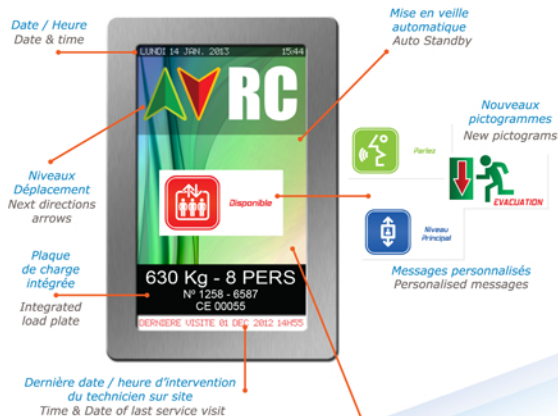 Date / Heure
Date & time
Mise en veille
automatique
Auto Standby
LUNDI 14 JAN. 2013
15:44
RC
Nouveaux
pictogrammes
New pictograms
Parlez
EVACUATION
Niveaux
Déplacement
Next directions
arrows
Disponible
Niveau
Principal
Plaque
de charge
intégrée
Integrated
load plate
630 Kg - 8 PERS
Nº 1258 - 6587
CE 00055
DERNIERE VISITE 01 DEC 2012 14H55
Messages personnalisés
Personalised messages
Dernière date / heure d'intervention
du technicien sur site
Time & Date of last service visit